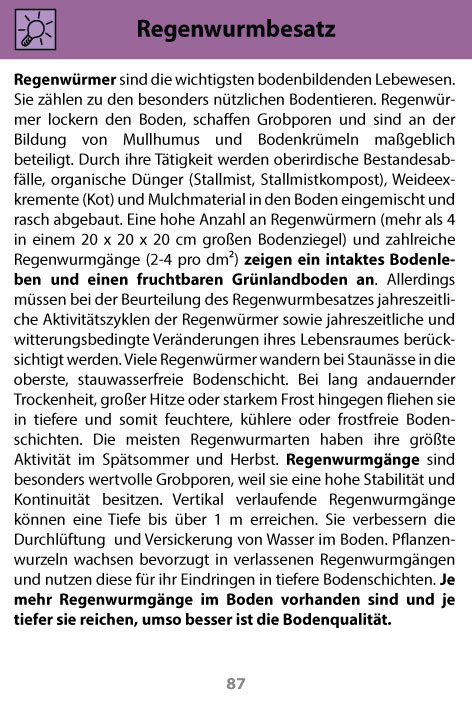 Regenwurmbesatz
Regenwürmer sind die wichtigsten bodenbildenden Lebewesen.
Sie zählen zu den besonders nützlichen Bodentieren. Regenwür-
mer lockern den Boden, schaffen Grobporen und sind an der
Bildung von Mullhumus und Bodenkrümeln maßgeblich
beteiligt. Durch ihre Tätigkeit werden oberirdische Bestandesab-
fälle, organische Dünger (Stallmist, Stallmistkompost), Weideex-
kremente (Kot) und Mulchmaterial in den Boden eingemischt und
rasch abgebaut. Eine hohe Anzahl an Regenwürmern (mehr als 4
in einem 20 x 20 x 20 cm großen Bodenziegel) und zahlreiche
Regenwurmgänge (2-4 pro dm²) zeigen ein intaktes Bodenle-
ben und einen fruchtbaren Grünlandboden an. Allerdings
müssen bei der Beurteilung des Regenwurmbesatzes jahreszeitli-
che Aktivitätszyklen der Regenwürmer sowie jahreszeitliche und
witterungsbedingte Veränderungen ihres Lebensraumes berück-
sichtigt werden. Viele Regenwürmer wandern bei Staunässe in die
oberste, stauwasserfreie Bodenschicht. Bei lang andauernder
Trockenheit, großer Hitze oder starkem Frost hingegen fliehen sie
in tiefere und somit feuchtere, kühlere oder frostfreie Boden-
schichten. Die meisten Regenwurmarten haben ihre größte
Aktivität im Spätsommer und Herbst. Regenwurmgänge sind
besonders wertvolle Grobporen, weil sie eine hohe Stabilität und
Kontinuität besitzen. Vertikal verlaufende Regenwurmgänge
können eine Tiefe bis über 1 m erreichen. Sie verbessern die
Durchlüftung und Versickerung von Wasser im Boden. Pflanzen-
wurzeln wachsen bevorzugt in verlassenen Regenwurmgängen
und nutzen diese für ihr Eindringen in tiefere Bodenschichten. Je
mehr Regenwurmgänge im Boden vorhanden sind und je
tiefer sie reichen, umso besser ist die Bodenqualität.
87